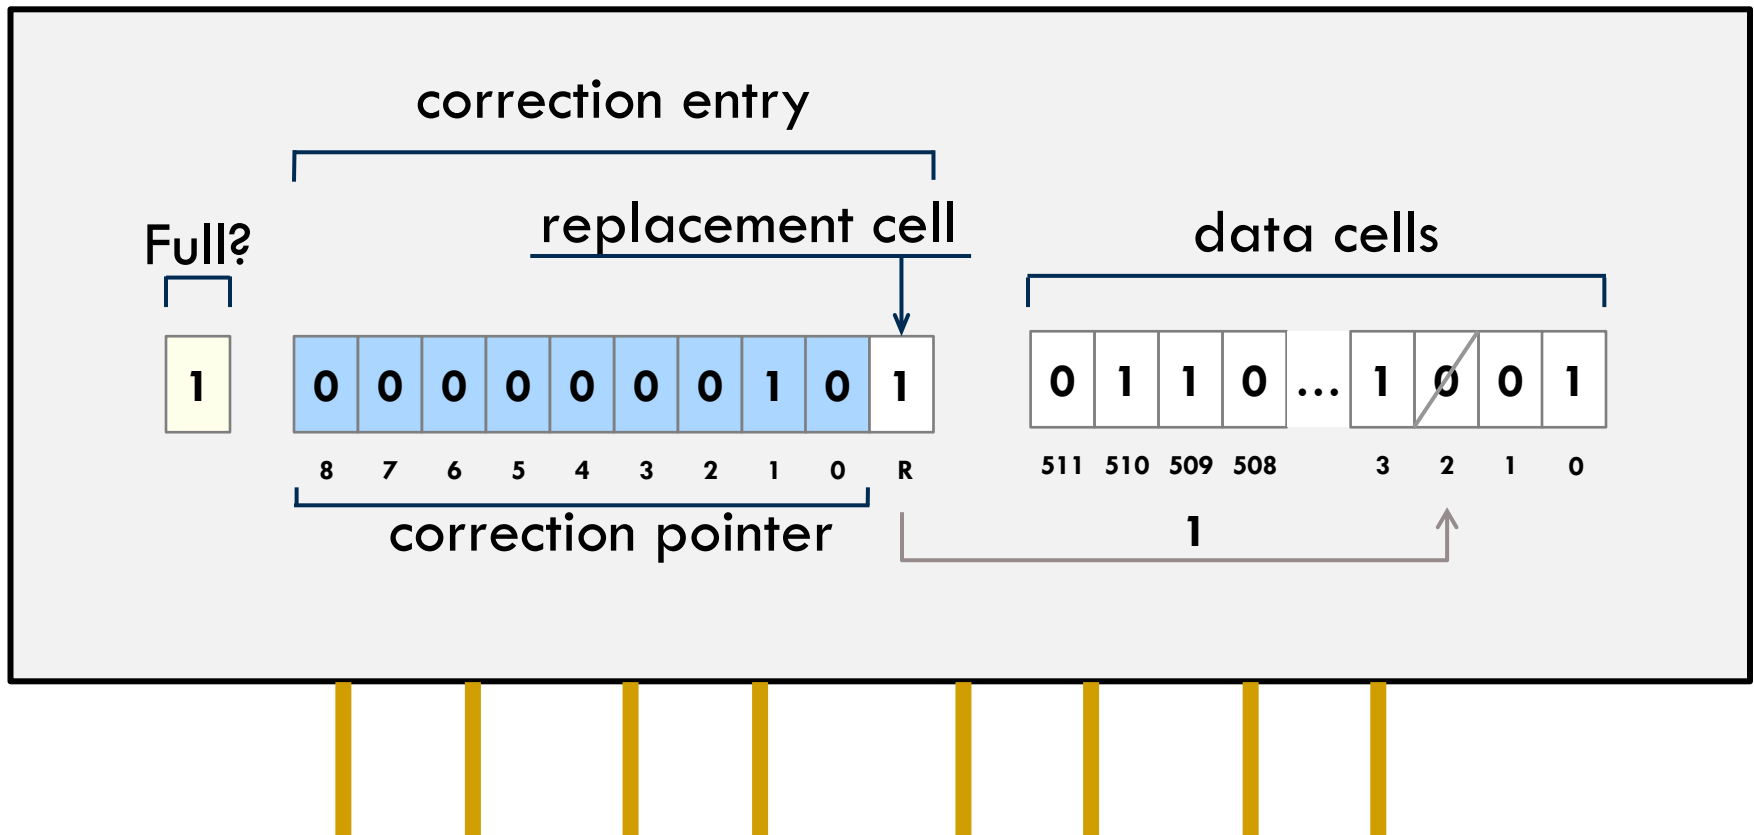 correction entry
replacement cell
Full?
data cells
1 0 0 0 0 0 0 0 1 0 1 0 1 1 0 ... 1 0 0 1
8 7 6 5 4 3 2 1 0 R 511 510 509 508 3 2 1 0
correction pointer
1